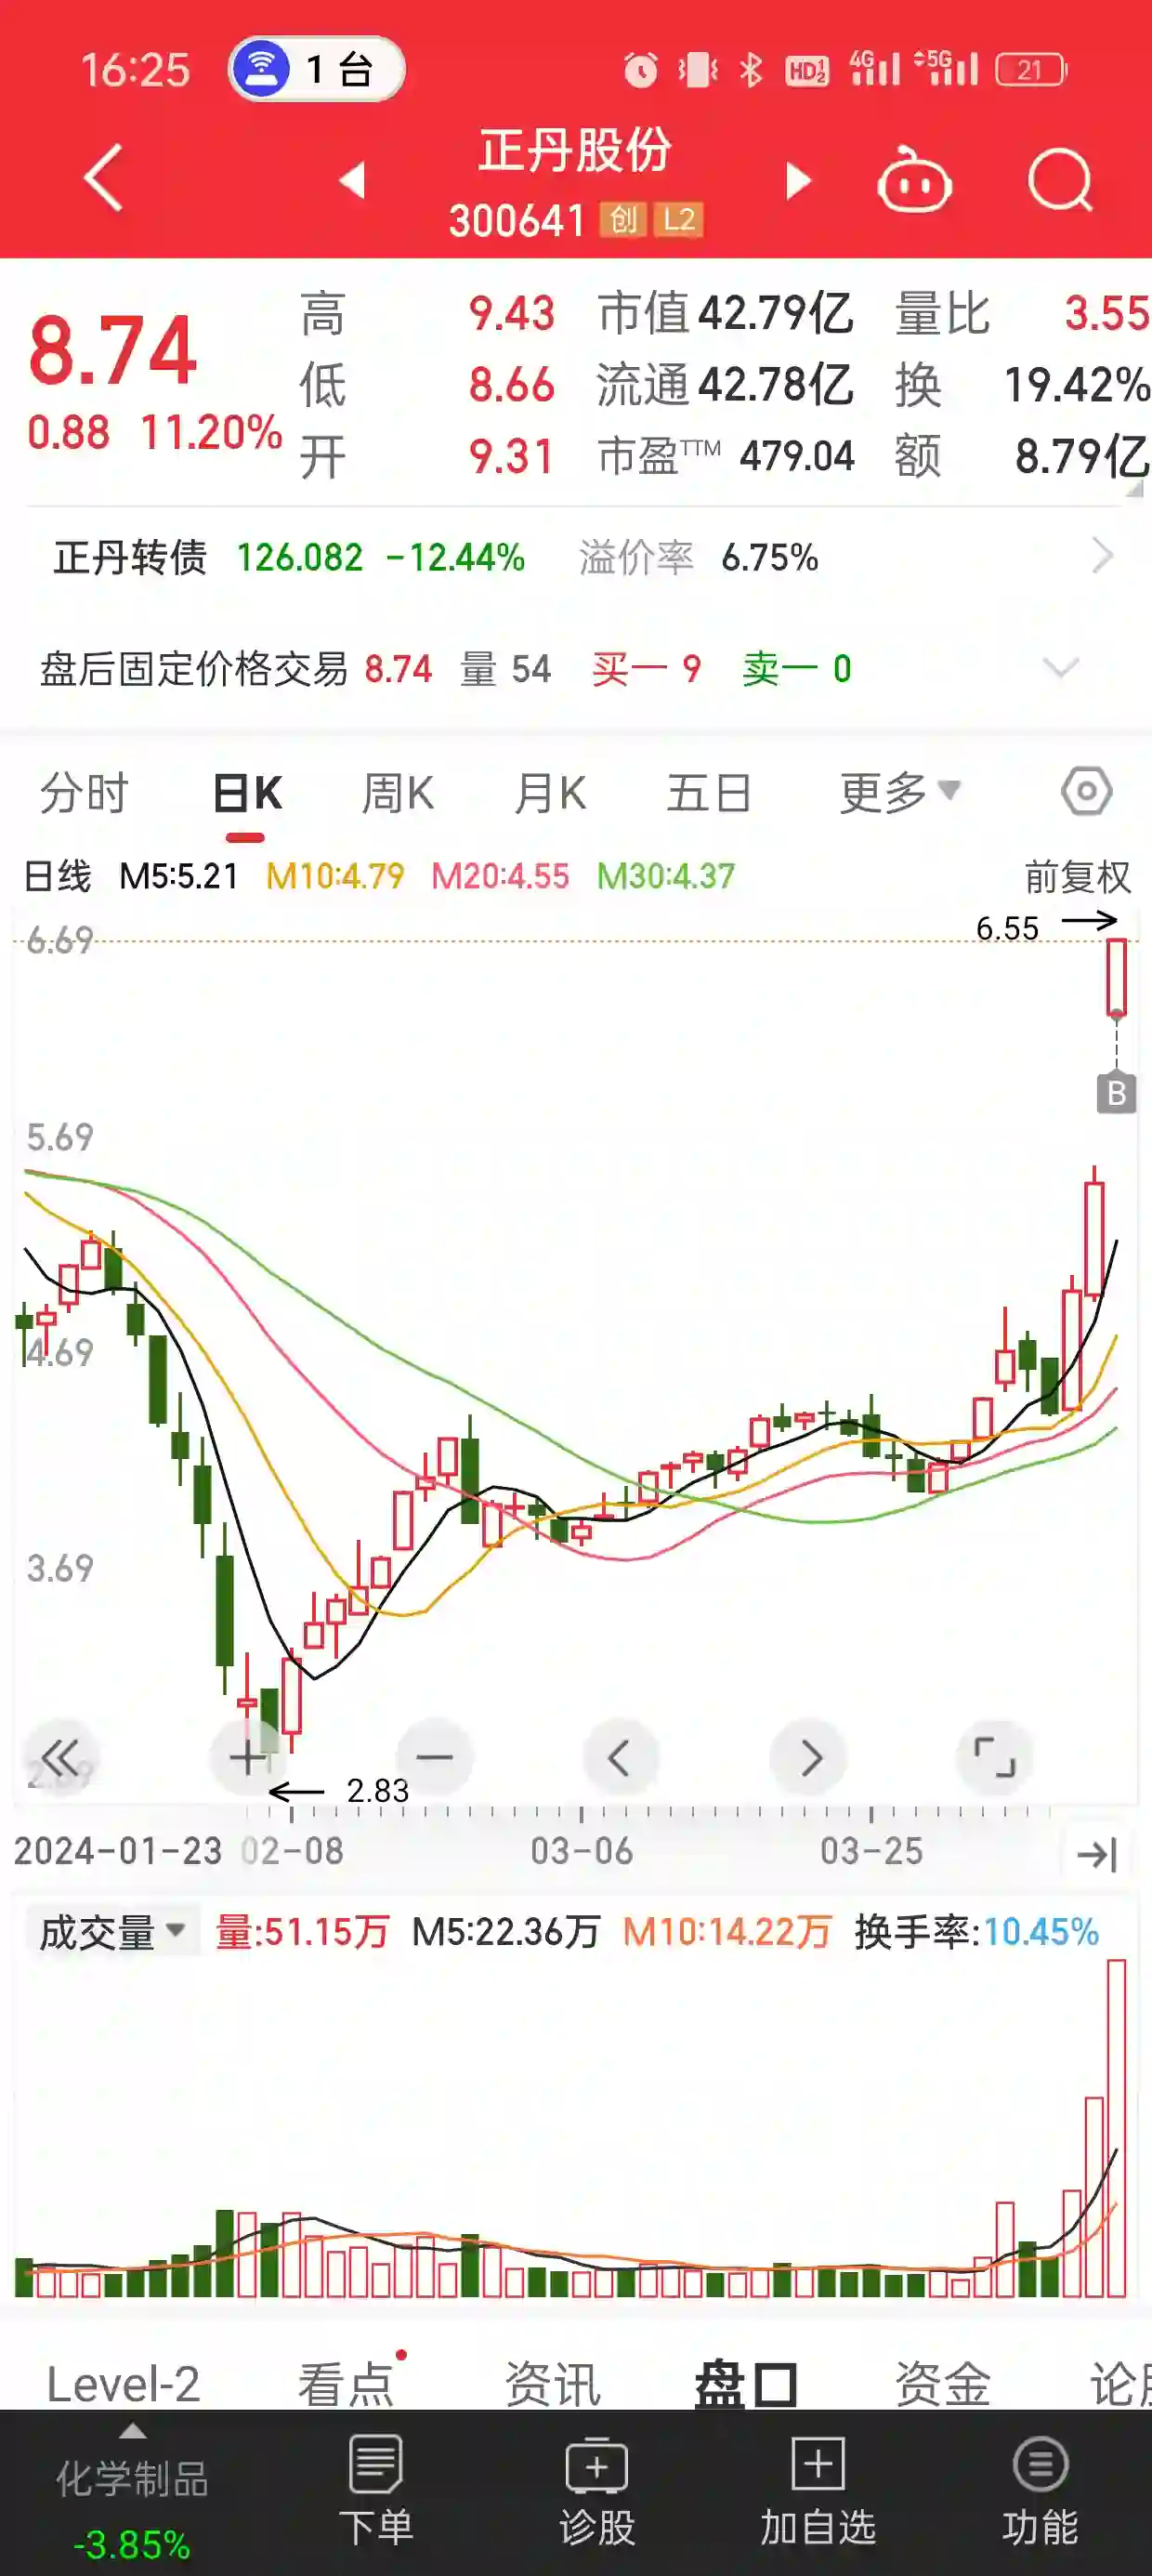 16:25 1 台 HD 1 2 4G 5G 21
正丹股份
300641 创 L2
8.74
0.88 11.20%
高 9.43 市值 42.79亿 量比 3.55
低 8.66 流通 42.78亿 换 19.42%
开 9.31 市盈TTM 479.04 额 8.79亿
正丹转债 126.082 -12.44% 溢价率 6.75%
盘后固定价格交易 8.74 量 54 买一 9 卖一 0
分时 日K 周K 月K 五日 更多
日线 M5:5.21 M10:4.79 M20:4.55 M30:4.37 前复权
6.55
6.69
B
5.69
4.69
3.69
2.83
2024-01-23 02-08 03-06 03-25
成交量 量:51.15万 M5:22.36万 M10:14.22万 换手率:10.45%
Level-2 看点 资讯 盘口 资金
化学制品 下单 诊股 加自选 功能
-3.85%